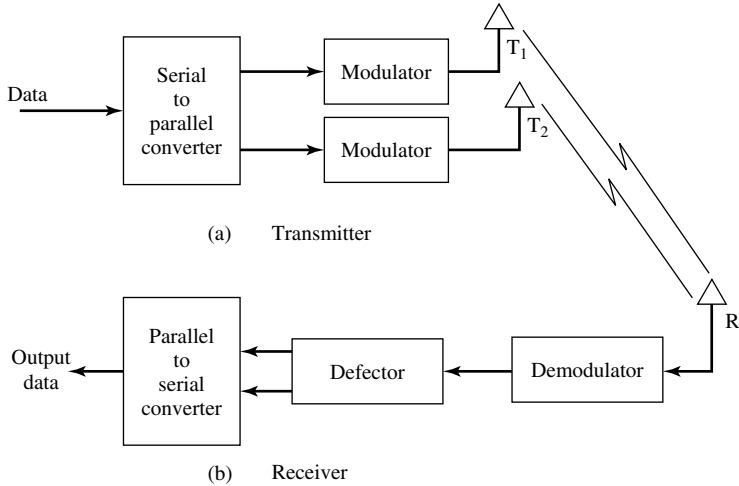 T1
Data
Serial
to
parallel
converter
Modulator
T2
Modulator
(a) Transmitter
R
Output
data
Parallel
to
serial
converter
Defector
Demodulator
(b) Receiver